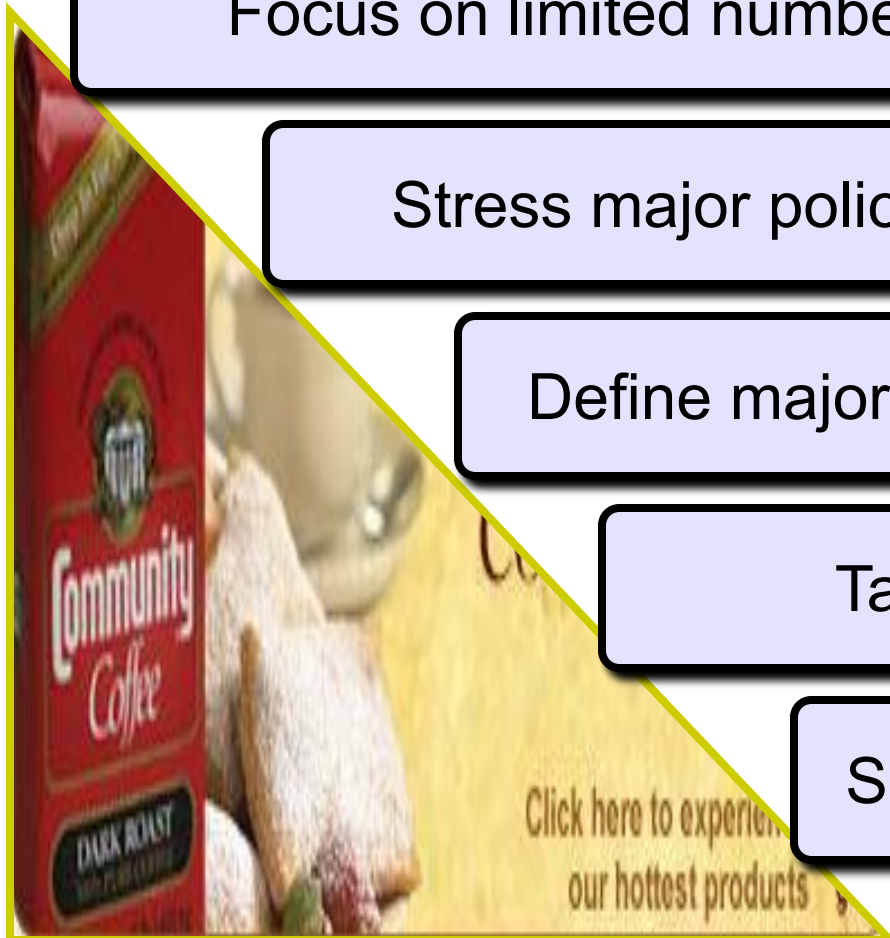 Focus on limited numbe
Stress major polic
Define major
Ta
S
Community
Coffee
DARK ROAST
Co
Click here to experien
our hottest products